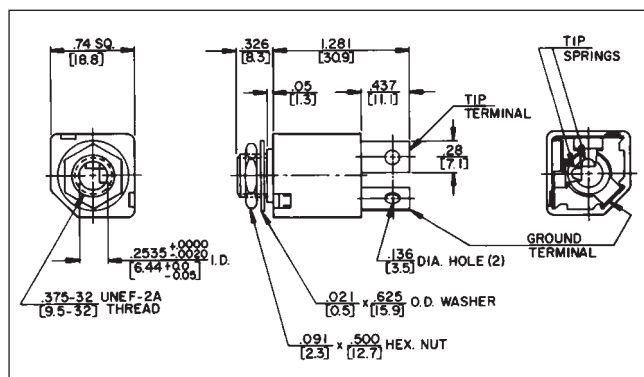 .74 SQ.
[18.8]
.326
[8.3]
1.281
[30.9]
.05
[1.3]
.437
[11.1]
TIP
TERMINAL
.28
[7.1]
TIP
SPRINGS
GROUND
TERMINAL
.136 DIA. HOLE (2)
[3.5]
.2535 +.0000 -.0020 I.D.
[6.44 +0.0 -0.05]
.375-32 UNEF-2A
[9.5-32] THREAD
.021 x .625 O.D. WASHER
[0.5] [15.9]
.091 x .500 HEX. NUT
[2.3] [12.7]